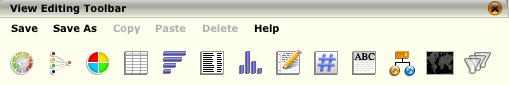 View Editing Toolbar
Save Save As Copy Paste Delete Help
# ABC